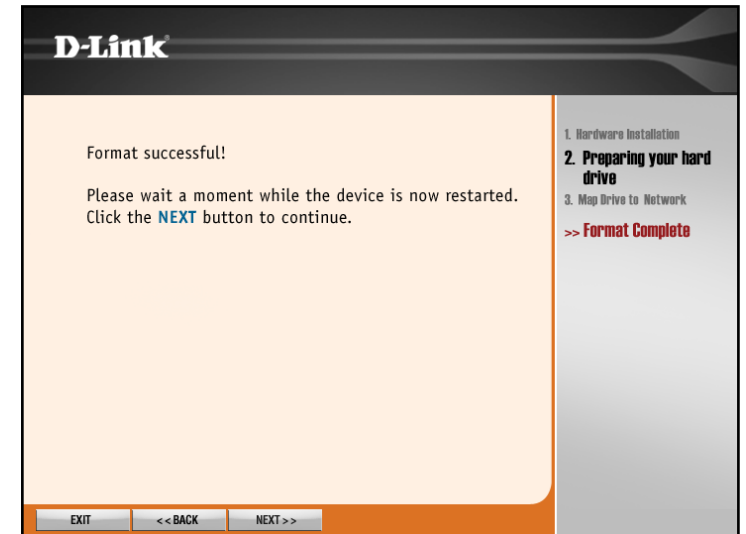 D-Link
Format successful!
Please wait a moment while the device is now restarted.
Click the NEXT button to continue.
1. Hardware Installation
2. Preparing your hard
drive
3. Map Drive to Network
>> Format Complete
EXIT
<< BACK
NEXT >>